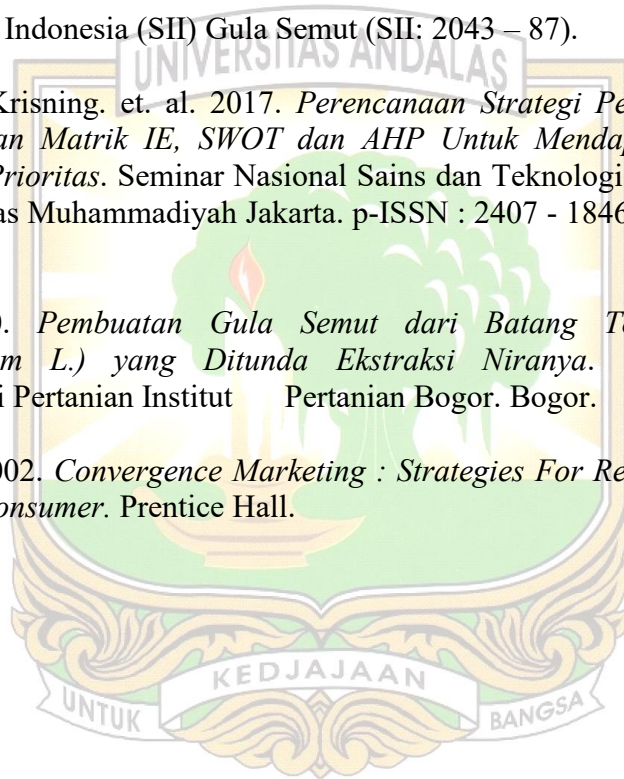 Indonesia (SII) Gula Semut (SII: 2043 – 87).
UNIVERSITAS ANDALAS
Krisning. et. al. 2017. Perencanaan Strategi Pe
an Matrik IE, SWOT dan AHP Untuk Mendap
Prioritas. Seminar Nasional Sains dan Teknologi
as Muhammadiyah Jakarta. p-ISSN : 2407 - 1846
). Pembuatan Gula Semut dari Batang T
m L.) yang Ditunda Ekstraksi Niranya.
i Pertanian Institut Pertanian Bogor. Bogor.
002. Convergence Marketing : Strategies For Re
onsumer. Prentice Hall.
KEDJAJAAN
UNTUK BANGSA